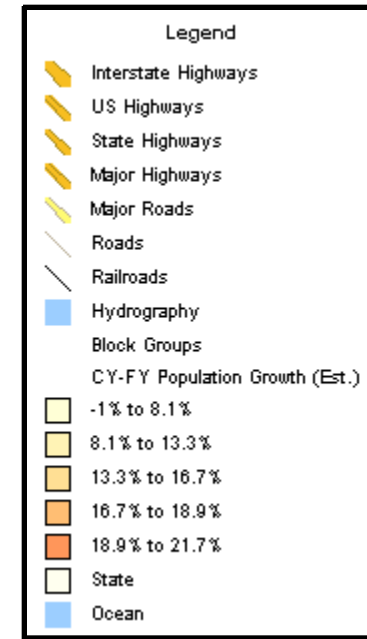 Legend
Interstate Highways
US Highways
State Highways
Major Highways
Major Roads
Roads
Railroads
Hydrography
Block Groups
CY-FY Population Growth (Est.)
-1% to 8.1%
8.1% to 13.3%
13.3% to 16.7%
16.7% to 18.9%
18.9% to 21.7%
State
Ocean